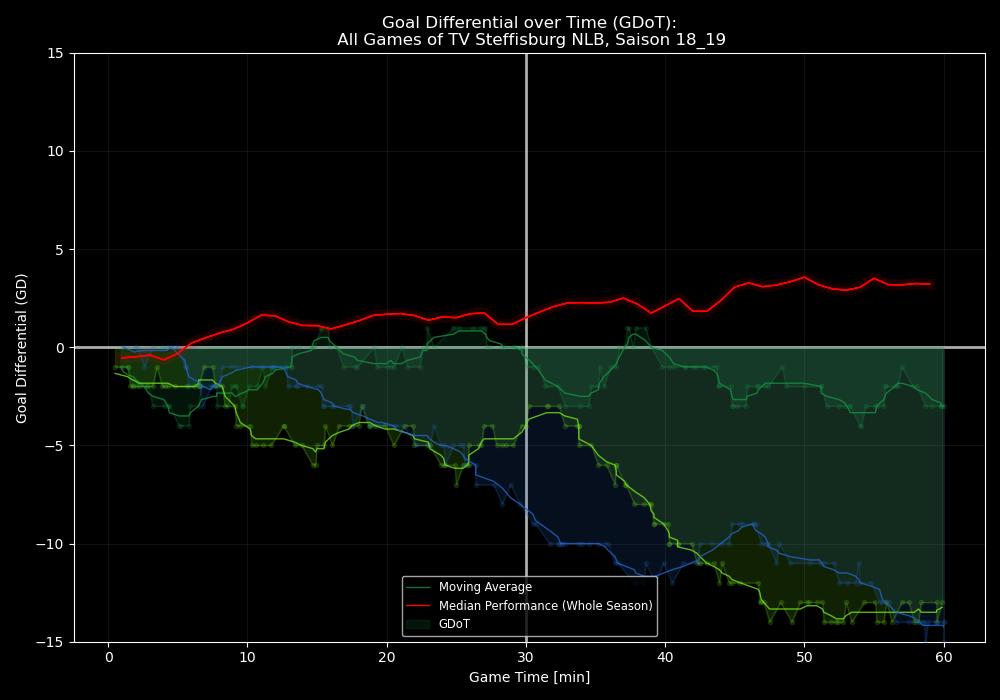 Goal Differential over Time (GDoT):
All Games of TV Steffisburg NLB, Saison 18_19
Goal Differential (GD)
15
10
5
0
−5
−10
−15
Moving Average
Median Performance (Whole Season)
GDoT
0 10 20 30 40 50 60
Game Time [min]